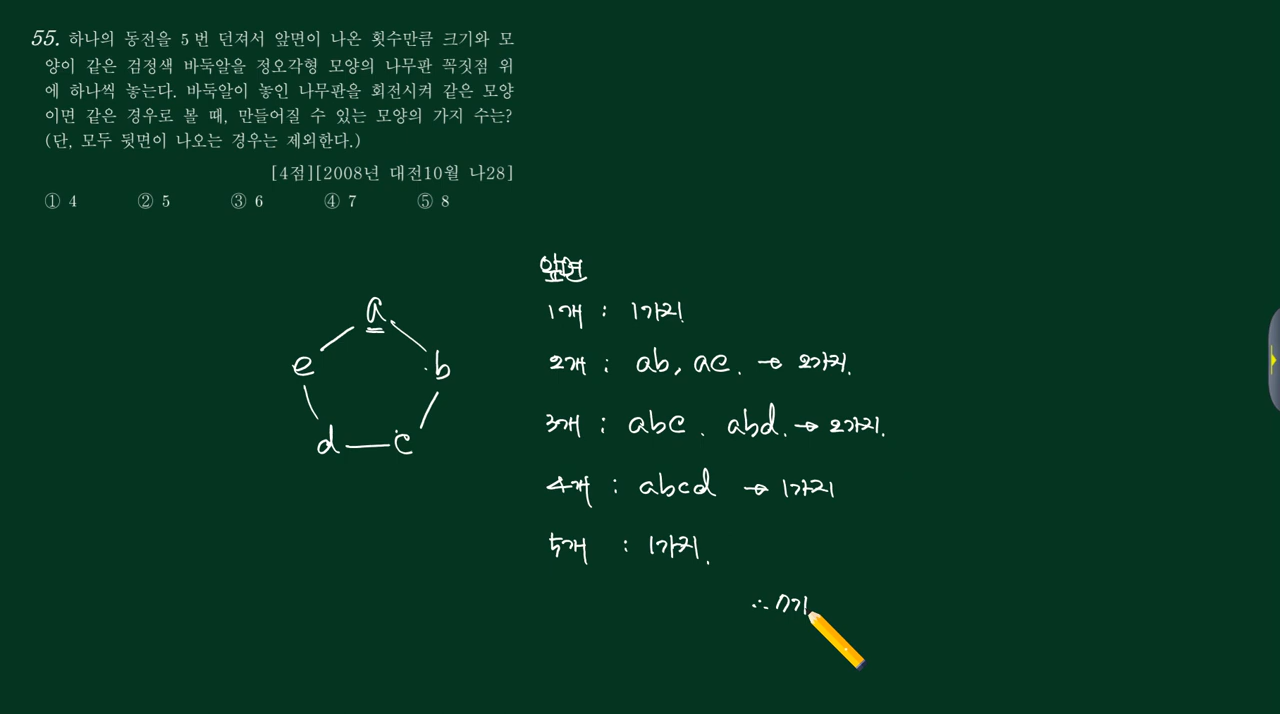 55. 하나의 동전을 5번 던져서 앞면이 나온 횟수만큼 크기와 모
양이 같은 검정색 바둑알을 정오각형 모양의 나무판 꼭짓점 위
에 하나씩 놓는다. 바둑알이 놓인 나무판을 회전시켜 같은 모양
이면 같은 경우로 볼 때, 만들어질 수 있는 모양의 가지 수는?
(단, 모두 뒷면이 나오는 경우는 제외한다.)
[4점][2008년 대전10월 나28]
① 4 ② 5 ③ 6 ④ 7 ⑤ 8
앞면
1개 : 1가지.
2개 : ab, ac. → 2가지.
3개 : abc. abd. → 2가지.
4개 : abcd → 1가지
5개 : 1가지.
∴ 7가
a
e b
d c